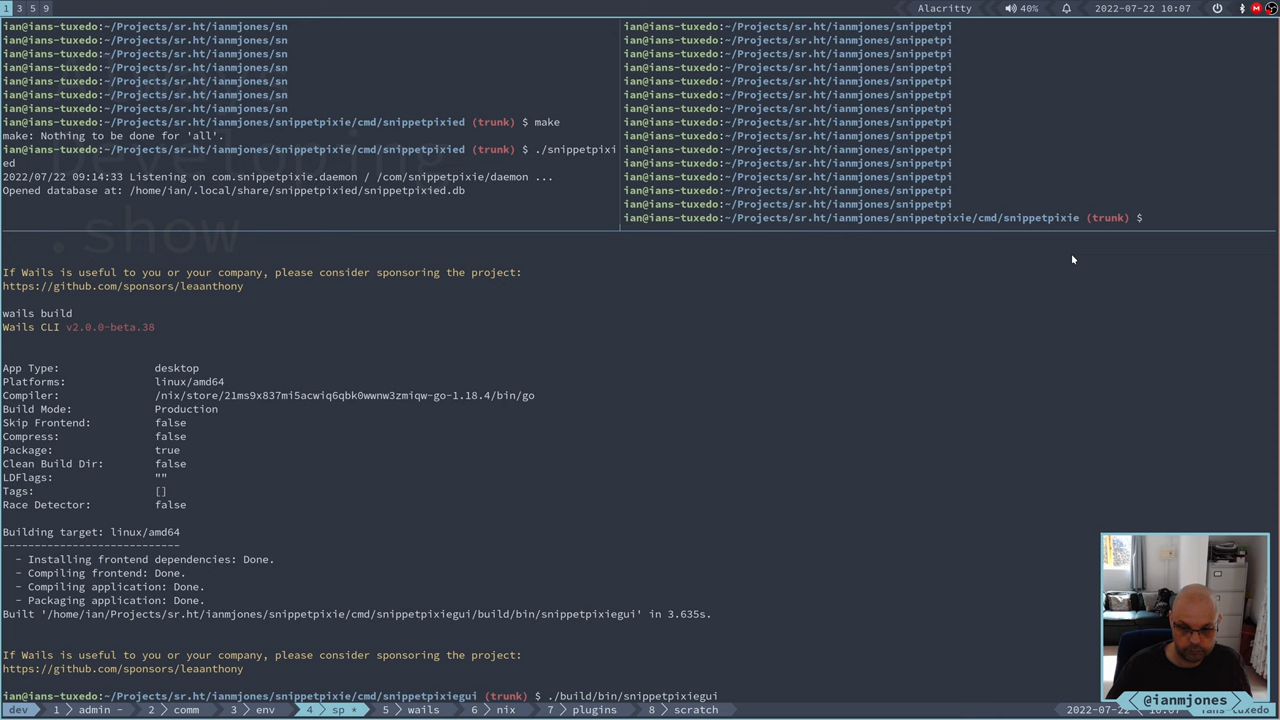 1 3 5 9
Alacritty
40%
2022-07-22 10:07
ian@ians-tuxedo:~/Projects/sr.ht/ianmjones/sn
ian@ians-tuxedo:~/Projects/sr.ht/ianmjones/sn
ian@ians-tuxedo:~/Projects/sr.ht/ianmjones/sn
ian@ians-tuxedo:~/Projects/sr.ht/ianmjones/sn
ian@ians-tuxedo:~/Projects/sr.ht/ianmjones/sn
ian@ians-tuxedo:~/Projects/sr.ht/ianmjones/sn
ian@ians-tuxedo:~/Projects/sr.ht/ianmjones/sn
ian@ians-tuxedo:~/Projects/sr.ht/ianmjones/snippetpixie/cmd/snippetpixied (trunk) $ make
make: Nothing to be done for 'all'.
ian@ians-tuxedo:~/Projects/sr.ht/ianmjones/snippetpixie/cmd/snippetpixied (trunk) $ ./snippetpixi
ed
2022/07/22 09:14:33 Listening on com.snippetpixie.daemon / /com/snippetpixie/daemon ...
Opened database at: /home/ian/.local/share/snippetpixied/snippetpixied.db
Developing
.show
ian@ians-tuxedo:~/Projects/sr.ht/ianmjones/snippetpi
ian@ians-tuxedo:~/Projects/sr.ht/ianmjones/snippetpi
ian@ians-tuxedo:~/Projects/sr.ht/ianmjones/snippetpi
ian@ians-tuxedo:~/Projects/sr.ht/ianmjones/snippetpi
ian@ians-tuxedo:~/Projects/sr.ht/ianmjones/snippetpi
ian@ians-tuxedo:~/Projects/sr.ht/ianmjones/snippetpi
ian@ians-tuxedo:~/Projects/sr.ht/ianmjones/snippetpi
ian@ians-tuxedo:~/Projects/sr.ht/ianmjones/snippetpi
ian@ians-tuxedo:~/Projects/sr.ht/ianmjones/snippetpi
ian@ians-tuxedo:~/Projects/sr.ht/ianmjones/snippetpi
ian@ians-tuxedo:~/Projects/sr.ht/ianmjones/snippetpi
ian@ians-tuxedo:~/Projects/sr.ht/ianmjones/snippetpi
ian@ians-tuxedo:~/Projects/sr.ht/ianmjones/snippetpi
ian@ians-tuxedo:~/Projects/sr.ht/ianmjones/snippetpi
ian@ians-tuxedo:~/Projects/sr.ht/ianmjones/snippetpixie/cmd/snippetpixie (trunk) $
If Wails is useful to you or your company, please consider sponsoring the project:
https://github.com/sponsors/leaanthony
wails build
Wails CLI v2.0.0-beta.38
App Type: desktop
Platforms: linux/amd64
Compiler: /nix/store/21ms9x837mi5acwiq6qbk0wwnw3zmiqw-go-1.18.4/bin/go
Build Mode: Production
Skip Frontend: false
Compress: false
Package: true
Clean Build Dir: false
LDFlags: ""
Tags: []
Race Detector: false
Building target: linux/amd64
----------------------------
- Installing frontend dependencies: Done.
- Compiling frontend: Done.
- Compiling application: Done.
- Packaging application: Done.
Built '/home/ian/Projects/sr.ht/ianmjones/snippetpixie/cmd/snippetpixiegui/build/bin/snippetpixiegui' in 3.635s.
If Wails is useful to you or your company, please consider sponsoring the project:
https://github.com/sponsors/leaanthony
ian@ians-tuxedo:~/Projects/sr.ht/ianmjones/snippetpixie/cmd/snippetpixiegui (trunk) $ ./build/bin/snippetpixiegui
@ianmjones
dev 1 admin - 2 comm 3 env 4 sp * 5 wails 6 nix 7 plugins 8 scratch